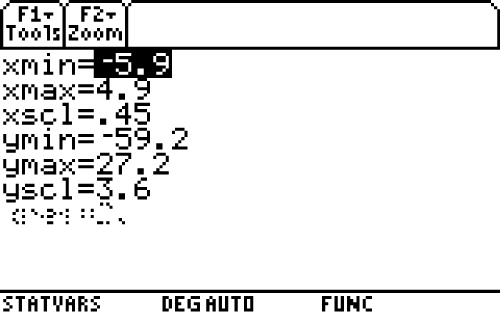 F1▾ F2▾
Tools Zoom
xmin=-5.9
xmax=4.9
xscl=.45
ymin=-59.2
ymax=27.2
yscl=3.6
STATVARS DEG AUTO FUNC